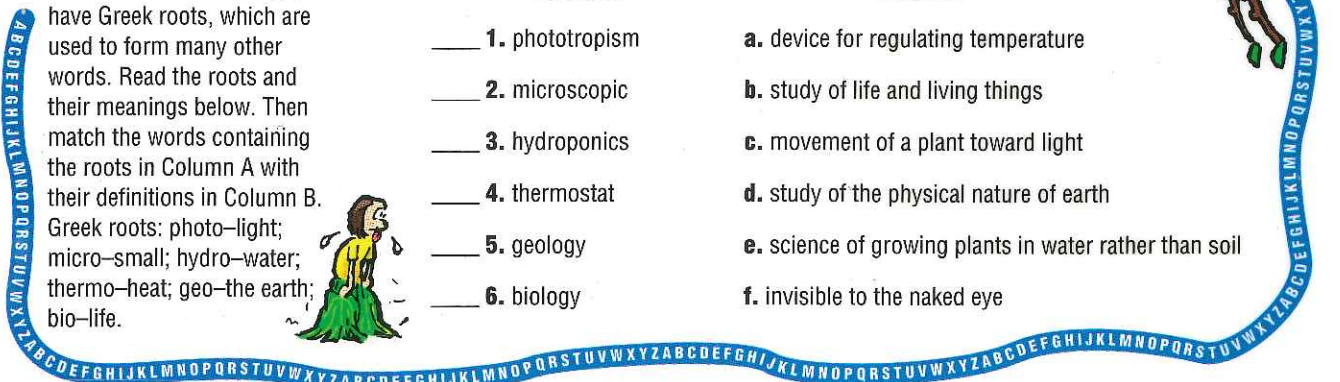 have Greek roots, which are
used to form many other
words. Read the roots and
their meanings below. Then
match the words containing
the roots in Column A with
their definitions in Column B.
Greek roots: photo–light;
micro–small; hydro–water;
thermo–heat; geo–the earth;
bio–life.
____ 1. phototropism
____ 2. microscopic
____ 3. hydroponics
____ 4. thermostat
____ 5. geology
____ 6. biology
a. device for regulating temperature
b. study of life and living things
c. movement of a plant toward light
d. study of the physical nature of earth
e. science of growing plants in water rather than soil
f. invisible to the naked eye
ABCDEFGHIJKLMNOPQRSTUVWXYZABCDEFGHIJKLMNOPQRSTUVWXYZABCDEFGHIJKLMNOPQRSTUVWXYZABCDEFGHIJKLMNOPQRSTUVWXYZABCDEFGHIJKLMNOPQRSTUVWXYZABCDEFGHIJKLMNOPQRSTUVWXY